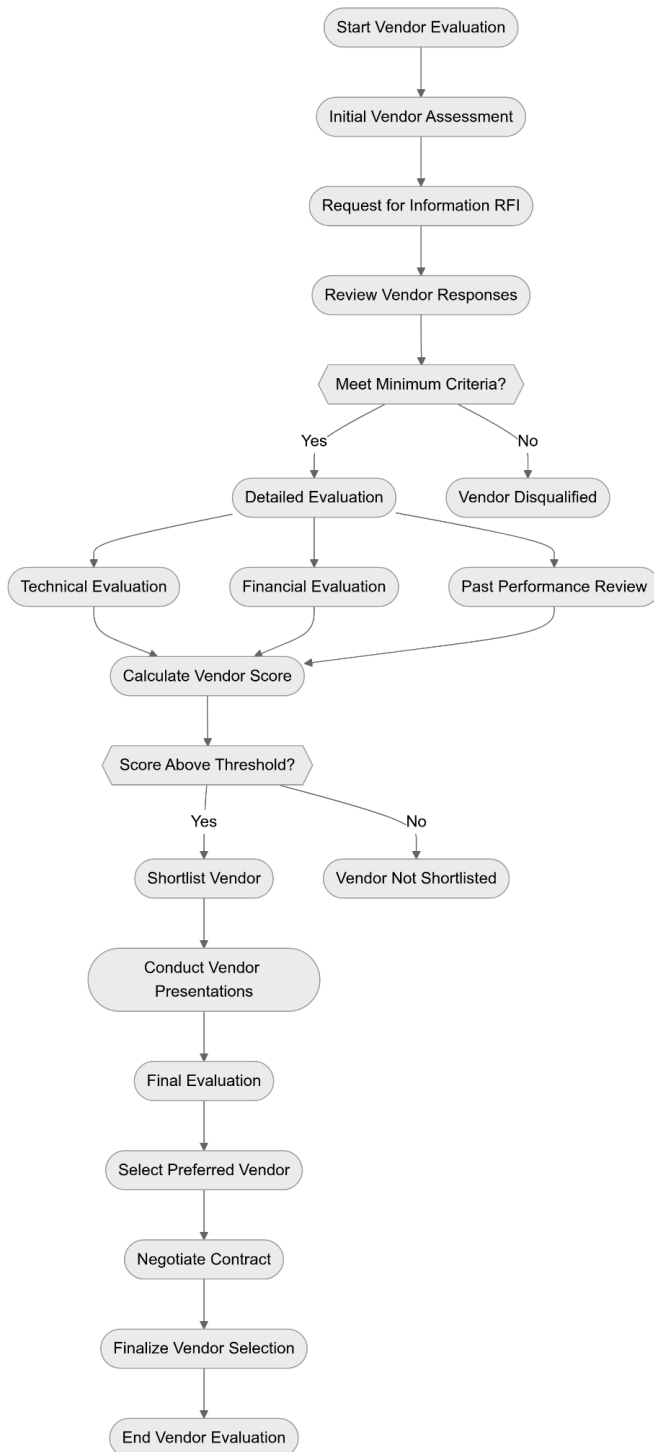 Start Vendor Evaluation
Initial Vendor Assessment
Request for Information RFI
Review Vendor Responses
Meet Minimum Criteria?
Yes
No
Detailed Evaluation
Vendor Disqualified
Technical Evaluation
Financial Evaluation
Past Performance Review
Calculate Vendor Score
Score Above Threshold?
Yes
No
Shortlist Vendor
Vendor Not Shortlisted
Conduct Vendor
Presentations
Final Evaluation
Select Preferred Vendor
Negotiate Contract
Finalize Vendor Selection
End Vendor Evaluation